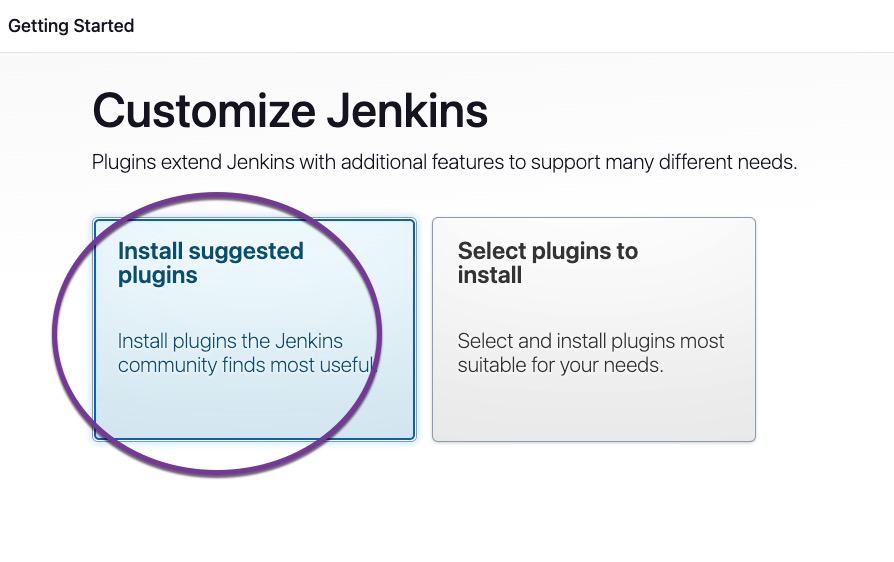 Getting Started
Customize Jenkins
Plugins extend Jenkins with additional features to support many different needs.
Install suggested
plugins
Install plugins the Jenkins
community finds most useful.
Select plugins to
install
Select and install plugins most
suitable for your needs.